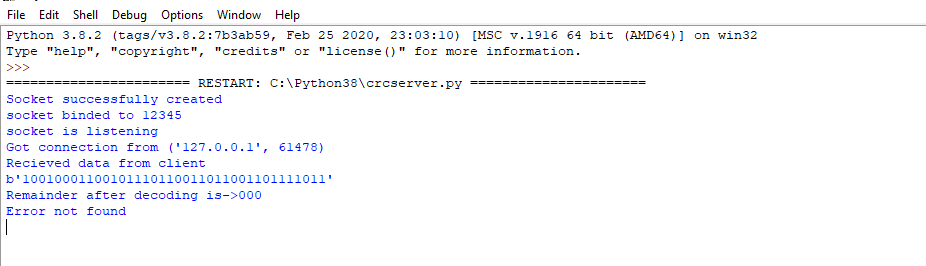 File Edit Shell Debug Options Window Help
Python 3.8.2 (tags/v3.8.2:7b3ab59, Feb 25 2020, 23:03:10) [MSC v.1916 64 bit (AMD64)] on win32
Type "help", "copyright", "credits" or "license()" for more information.
>>>
======================= RESTART: C:\Python38\crcserver.py ======================
Socket successfully created
socket binded to 12345
socket is listening
Got connection from ('127.0.0.1', 61478)
Recieved data from client
b'10010001100101110110011011001101111011'
Remainder after decoding is->000
Error not found